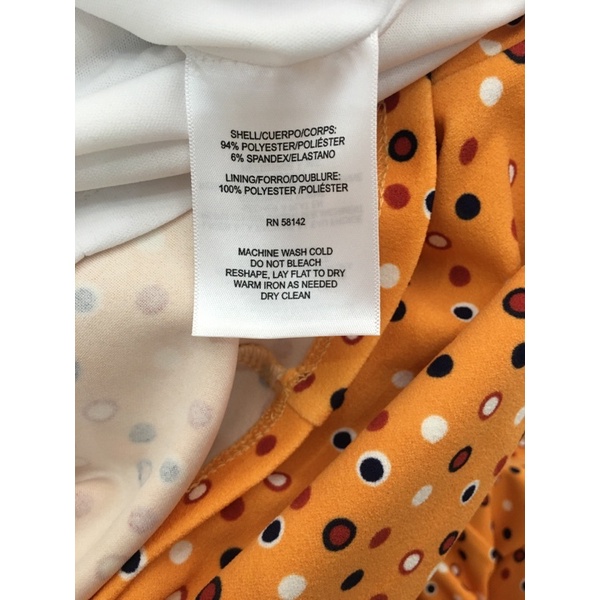 SHELL/CUERPO/CORPS:
94% POLYESTER/POLIÉSTER
6% SPANDEX/ELASTANO
LINING/FORRO/DOUBLURE:
100% POLYESTER /POLIÉSTER
RN 58142
MACHINE WASH COLD
DO NOT BLEACH
RESHAPE, LAY FLAT TO DRY
WARM IRON AS NEEDED
DRY CLEAN